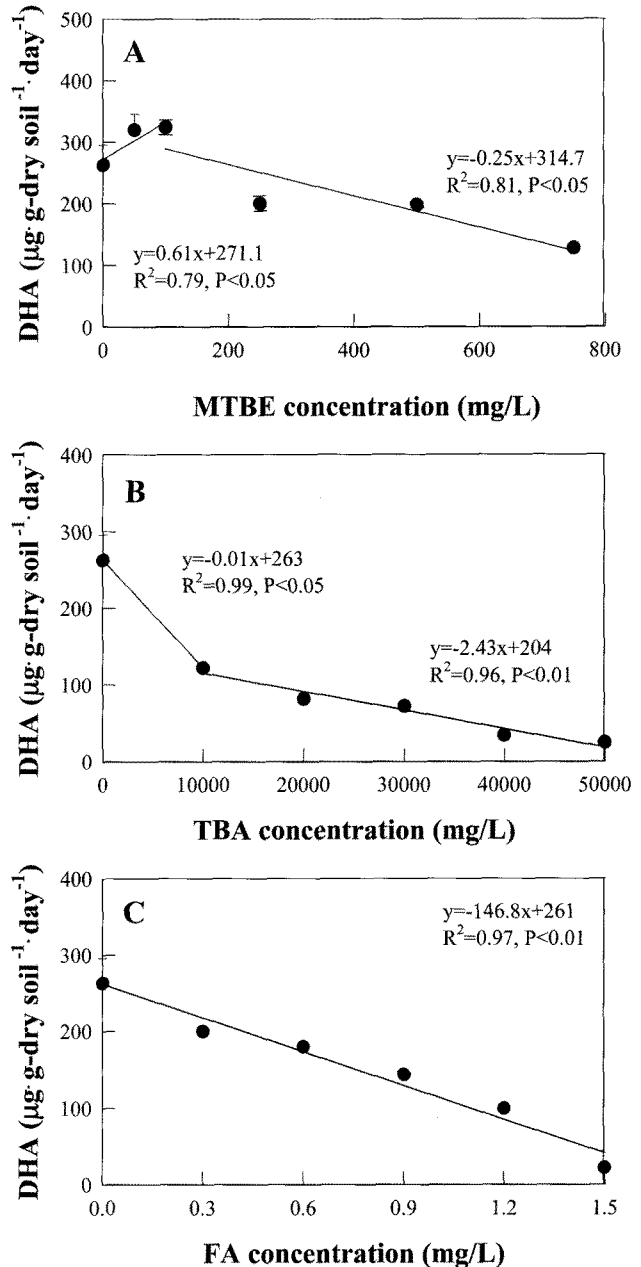 500
400
300
200
100
0
A
y=-0.25x+314.7
R²=0.81, P<0.05
y=0.61x+271.1
R²=0.79, P<0.05
0 200 400 600 800
DHA (µg·g-dry soil⁻¹·day⁻¹)
MTBE concentration (mg/L)
400
300
200
100
0
B
y=-0.01x+263
R²=0.99, P<0.05
y=-2.43x+204
R²=0.96, P<0.01
0 10000 20000 30000 40000 50000
DHA (µg·g-dry soil⁻¹·day⁻¹)
TBA concentration (mg/L)
400
300
200
100
0
C
y=-146.8x+261
R²=0.97, P<0.01
0.0 0.3 0.6 0.9 1.2 1.5
DHA (µg·g-dry soil⁻¹·day⁻¹)
FA concentration (mg/L)